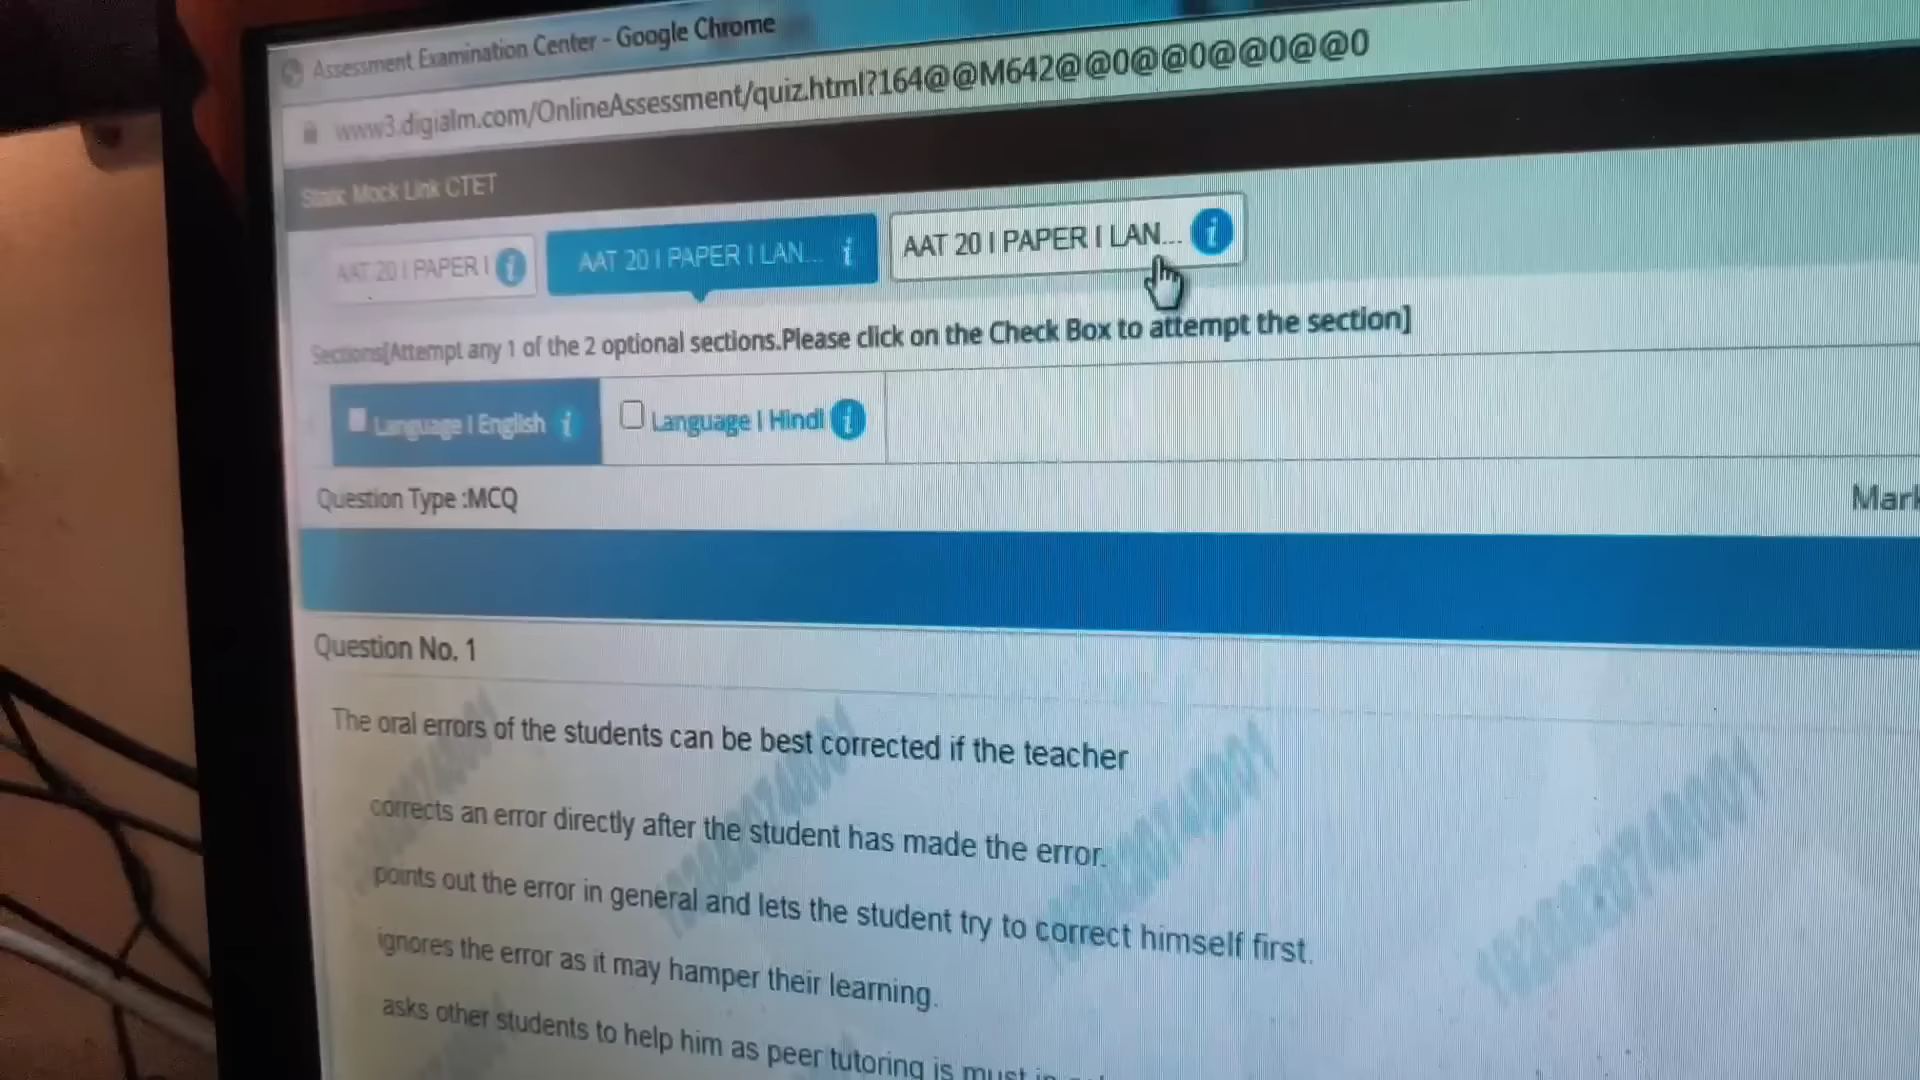 Assessment Examination Center - Google Chrome
www3.digialm.com/OnlineAssessment/quiz.html?164@@M642@@0@@0@@0@@0
Static Mock Link CTET
AAT 20 I PAPER I
AAT 20 I PAPER I LAN...
AAT 20 I PAPER I LAN...
Sections[Attempt any 1 of the 2 optional sections.Please click on the Check Box to attempt the section]
Language I English
Language I Hindi
Question Type :MCQ
Mark
Question No. 1
The oral errors of the students can be best corrected if the teacher
corrects an error directly after the student has made the error.
points out the error in general and lets the student try to correct himself first.
ignores the error as it may hamper their learning.
asks other students to help him as peer tutoring is must in